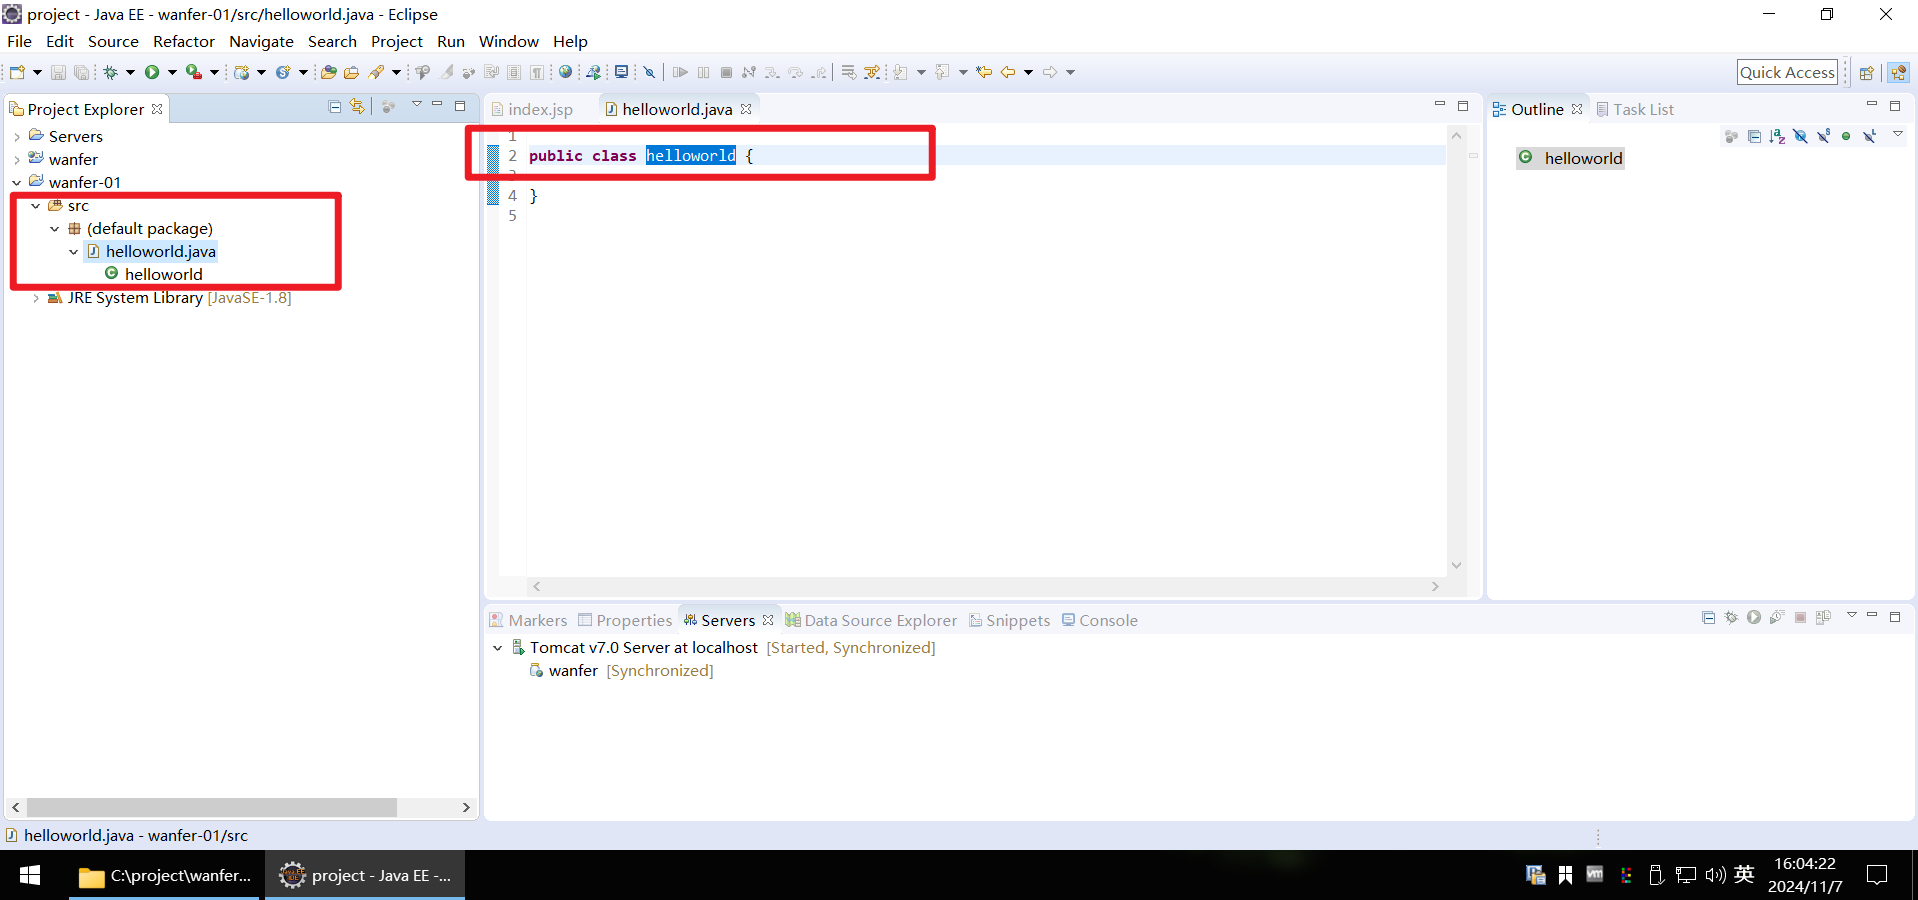 project - Java EE - wanfer-01/src/helloworld.java - Eclipse
File Edit Source Refactor Navigate Search Project Run Window Help
Quick Access
Project Explorer
Servers
wanfer
wanfer-01
src
(default package)
helloworld.java
helloworld
JRE System Library [JavaSE-1.8]
index.jsp helloworld.java
1
2 public class helloworld {
3
4 }
5
Outline Task List
helloworld
Markers Properties Servers Data Source Explorer Snippets Console
Tomcat v7.0 Server at localhost [Started, Synchronized]
wanfer [Synchronized]
helloworld.java - wanfer-01/src
C:\project\wanfer... project - Java EE -... 英 16:04:22
2024/11/7